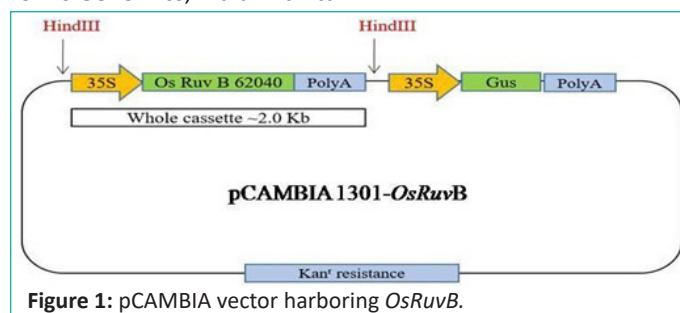 HindIII HindIII
35S Os Ruv B 62040 PolyA 35S Gus PolyA
Whole cassette ~2.0 Kb
pCAMBIA 1301-OsRuvB
Kanʳ resistance
Figure 1: pCAMBIA vector harboring OsRuvB.